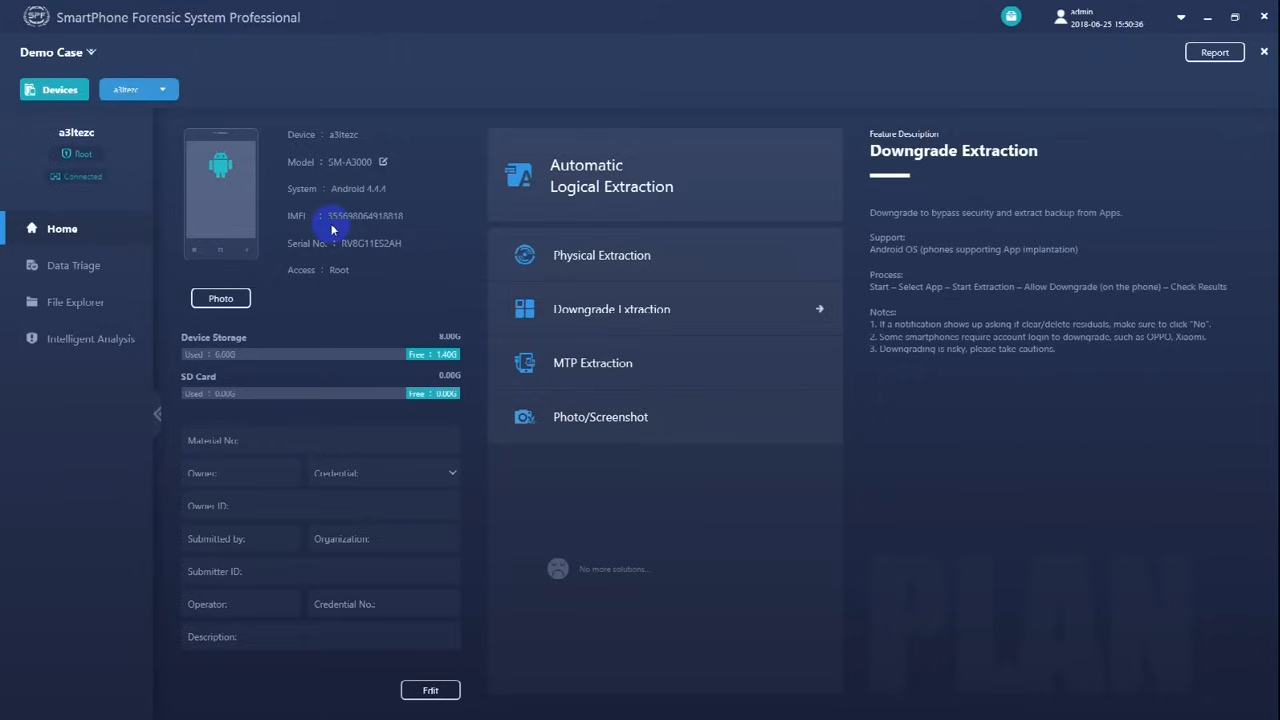 SPF SmartPhone Forensic System Professional
admin
2018-06-25 15:50:36
Demo Case
Report
Devices
a3ltezc
a3ltezc
Root
Connected
Home
Data Triage
File Explorer
Intelligent Analysis
Device : a3ltezc
Model : SM-A3000
System : Android 4.4.4
IMEI : 355698064918818
Serial No. : RV8G11ES2AH
Access : Root
Photo
Device Storage 8.00G
Used : 6.60G Free : 1.40G
SD Card 0.00G
Used : 0.00G Free : 0.00G
Material No:
Owner: Credential:
Owner ID:
Submitted by: Organization:
Submitter ID:
Operator: Credential No.:
Description:
Edit
Automatic
Logical Extraction
Physical Extraction
Downgrade Extraction
MTP Extraction
Photo/Screenshot
No more solutions...
Feature Description
Downgrade Extraction
Downgrade to bypass security and extract backup from Apps.
Support:
Android OS (phones supporting App implantation)
Process:
Start – Select App – Start Extraction – Allow Downgrade (on the phone) – Check Results
Notes:
1. If a notification shows up asking if clear/delete residuals, make sure to click "No".
2. Some smartphones require account login to downgrade, such as OPPO, Xiaomi.
3. Downgrading is risky, please take cautions.
PLAN